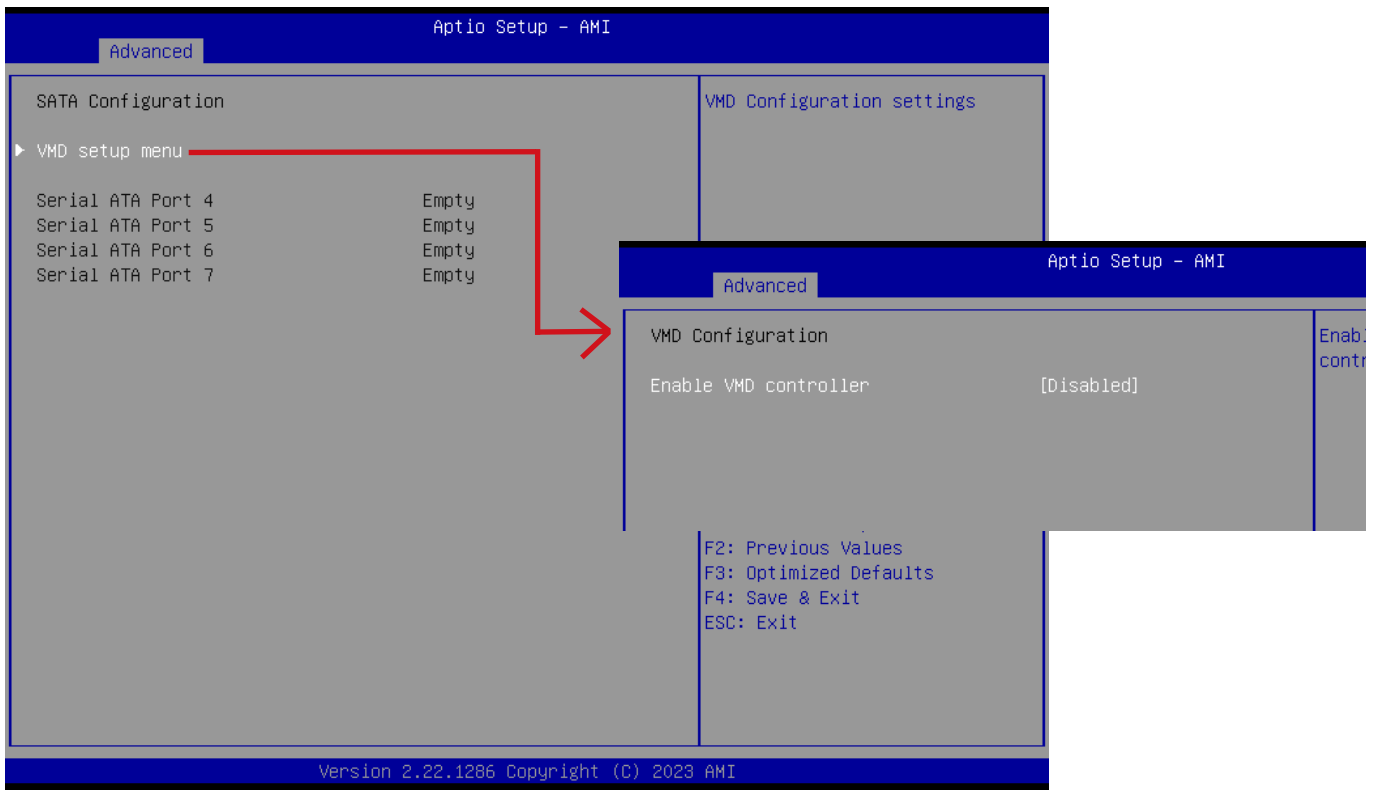 Aptio Setup – AMI
Advanced
SATA Configuration
VMD setup menu
Serial ATA Port 4 Empty
Serial ATA Port 5 Empty
Serial ATA Port 6 Empty
Serial ATA Port 7 Empty
VMD Configuration settings
Aptio Setup – AMI
Advanced
VMD Configuration
Enable VMD controller [Disabled]
F2: Previous Values
F3: Optimized Defaults
F4: Save & Exit
ESC: Exit
Version 2.22.1286 Copyright (C) 2023 AMI